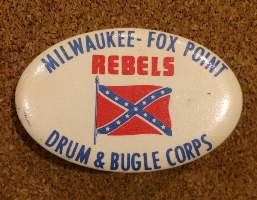 MILWAUKEE - FOX POINT
REBELS
DRUM & BUGLE CORPS